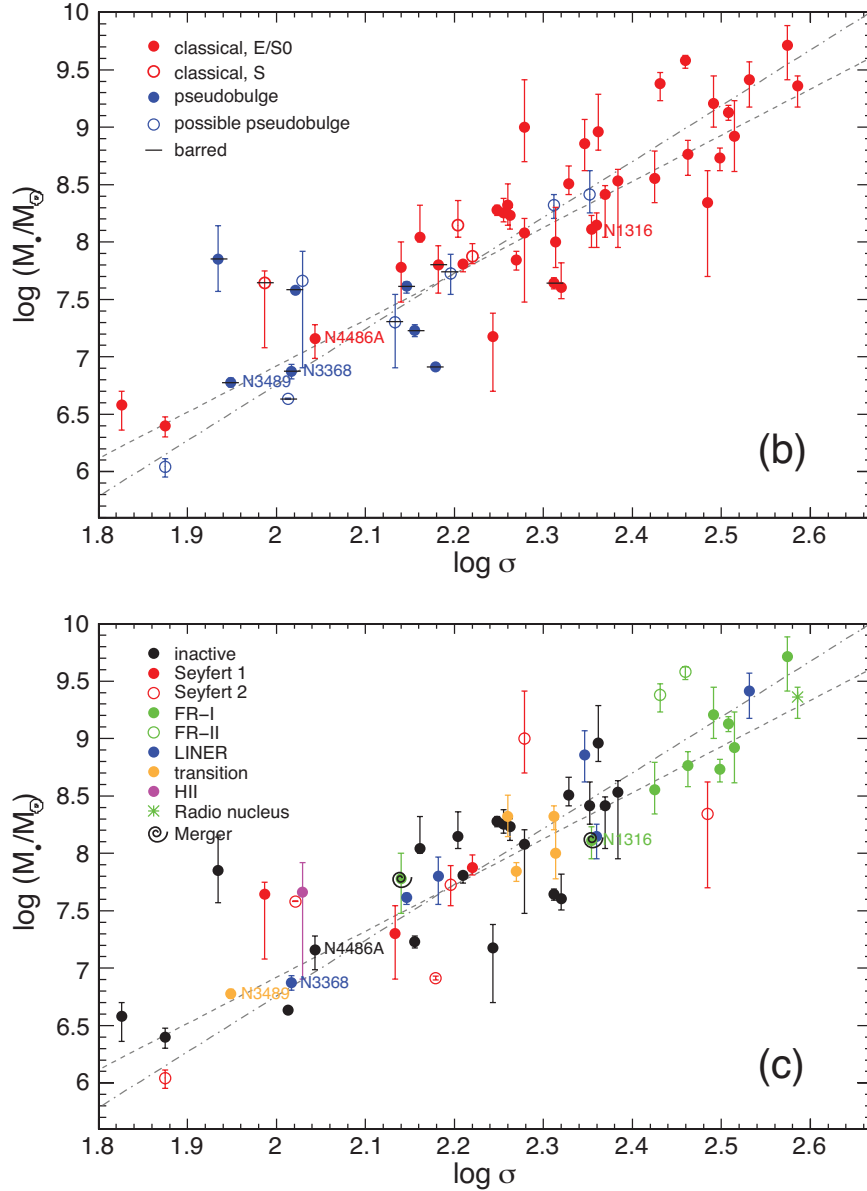 10
9.5
9
8.5
8
7.5
7
6.5
6
log (M•/M☉)
classical, E/S0
classical, S
pseudobulge
possible pseudobulge
barred
N1316
N4486A
N3489
N3368
(b)
1.8 1.9 2 2.1 2.2 2.3 2.4 2.5 2.6
log σ
10
9.5
9
8.5
8
7.5
7
6.5
6
log (M•/M☉)
inactive
Seyfert 1
Seyfert 2
FR−I
FR−II
LINER
transition
HII
Radio nucleus
Merger
N1316
N4486A
N3489
N3368
(c)
1.8 1.9 2 2.1 2.2 2.3 2.4 2.5 2.6
log σ